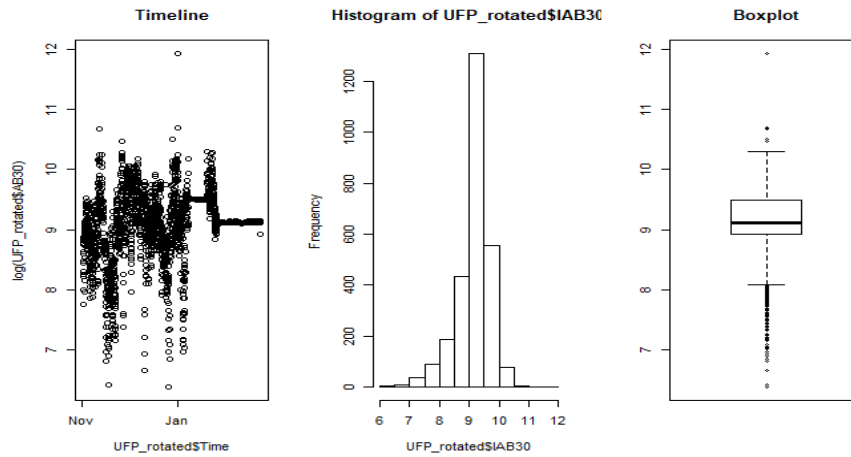 Timeline
log(UFP_rotated$AB30)
12
11
10
9
8
7
Nov Jan
UFP_rotated$Time
Histogram of UFP_rotated$IAB30
Frequency
1200
1000
800
600
400
200
0
6 7 8 9 10 11 12
UFP_rotated$IAB30
Boxplot
12
11
10
9
8
7